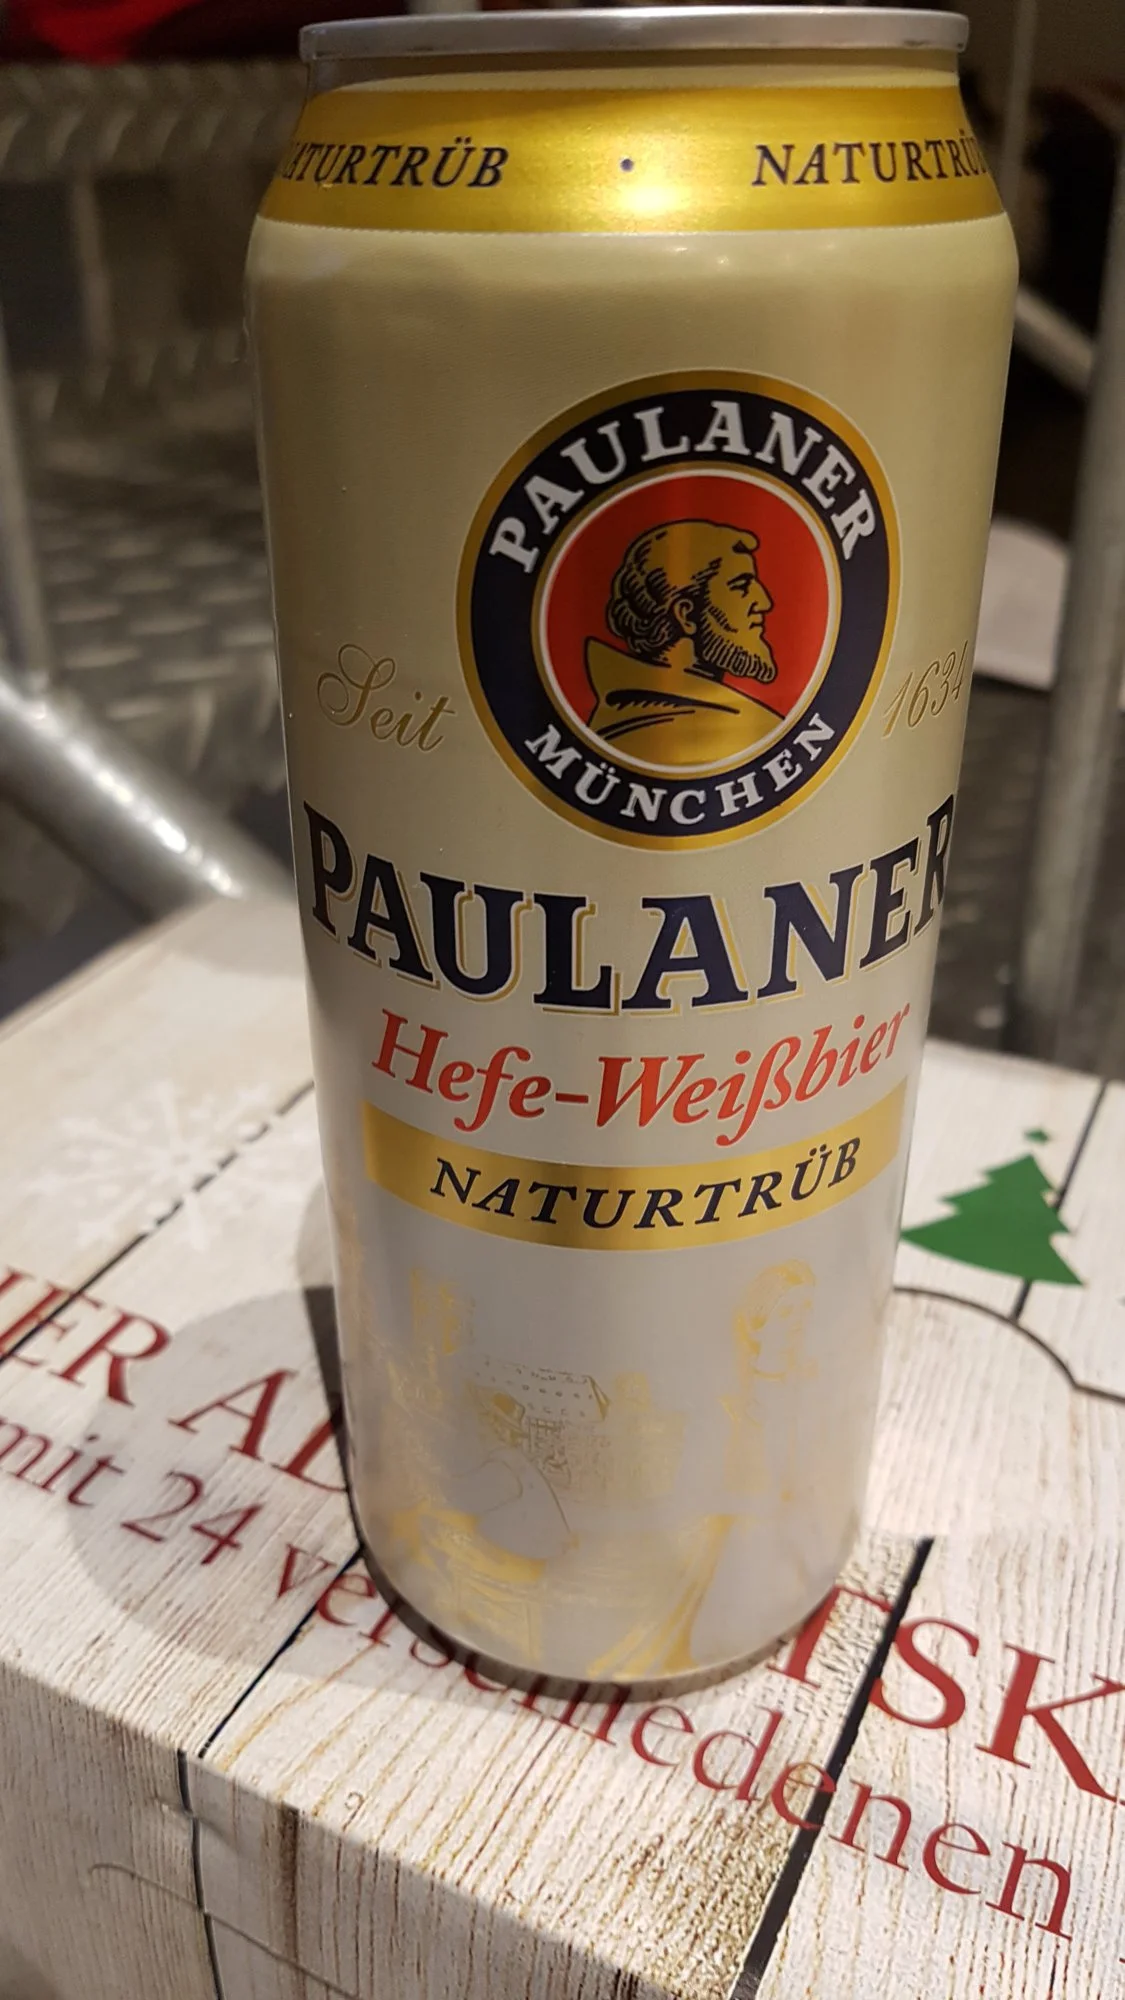 NATURTRÜB • NATURTRÜB
PAULANER
MÜNCHEN
Seit 1634
PAULANER
Hefe-Weißbier
NATURTRÜB
mit 24 verschiedenen